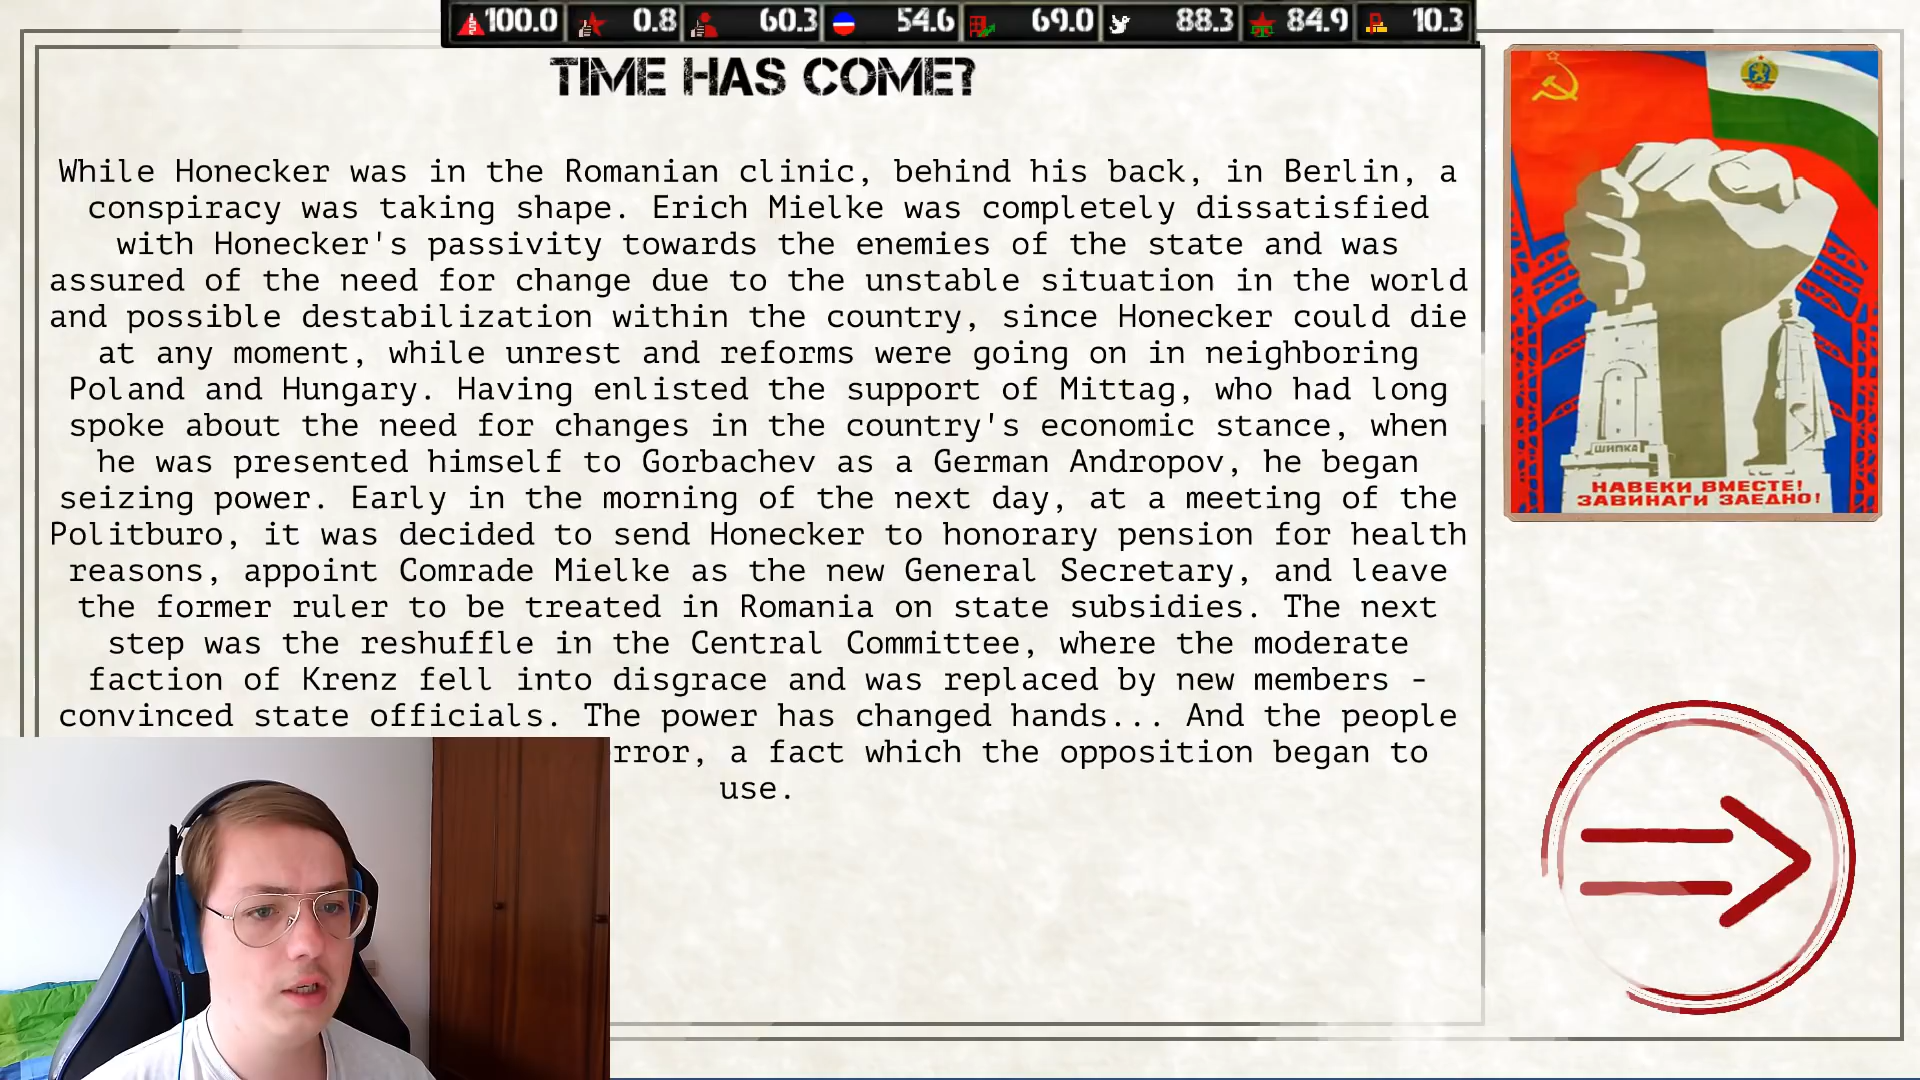 100.0 0.8 60.3 54.6 69.0 88.3 84.9 10.3
TIME HAS COME?
While Honecker was in the Romanian clinic, behind his back, in Berlin, a
conspiracy was taking shape. Erich Mielke was completely dissatisfied
with Honecker's passivity towards the enemies of the state and was
assured of the need for change due to the unstable situation in the world
and possible destabilization within the country, since Honecker could die
at any moment, while unrest and reforms were going on in neighboring
Poland and Hungary. Having enlisted the support of Mittag, who had long
spoke about the need for changes in the country's economic stance, when
he was presented himself to Gorbachev as a German Andropov, he began
seizing power. Early in the morning of the next day, at a meeting of the
Politburo, it was decided to send Honecker to honorary pension for health
reasons, appoint Comrade Mielke as the new General Secretary, and leave
the former ruler to be treated in Romania on state subsidies. The next
step was the reshuffle in the Central Committee, where the moderate
faction of Krenz fell into disgrace and was replaced by new members -
convinced state officials. The power has changed hands... And the people
rror, a fact which the opposition began to
use.
ШИПКА
НАВЕКИ ВМЕСТЕ!
ЗАВИНАГИ ЗАЕДНО!